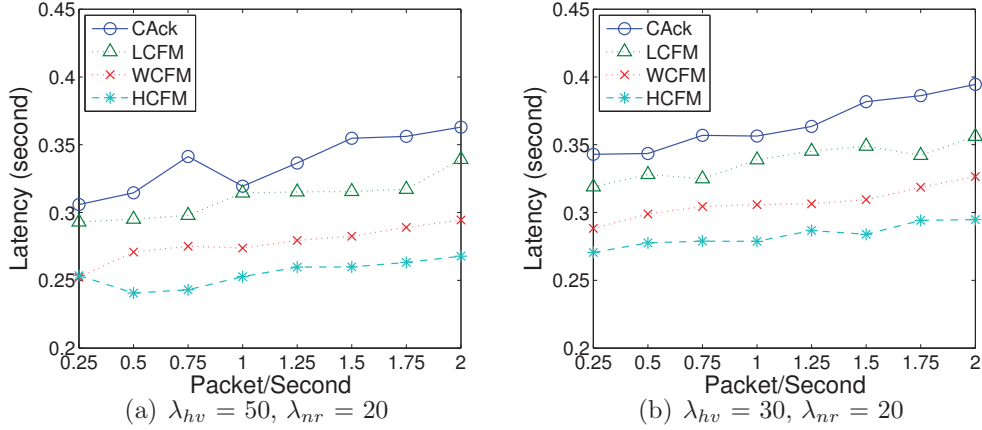 0.45
0.4
0.35
0.3
0.25
0.2
Latency (second)
CAck
LCFM
WCFM
HCFM
0.25 0.5 0.75 1 1.25 1.5 1.75 2
Packet/Second
(a) λhv = 50, λnr = 20
0.45
0.4
0.35
0.3
0.25
0.2
Latency (second)
CAck
LCFM
WCFM
HCFM
0.25 0.5 0.75 1 1.25 1.5 1.75 2
Packet/Second
(b) λhv = 30, λnr = 20